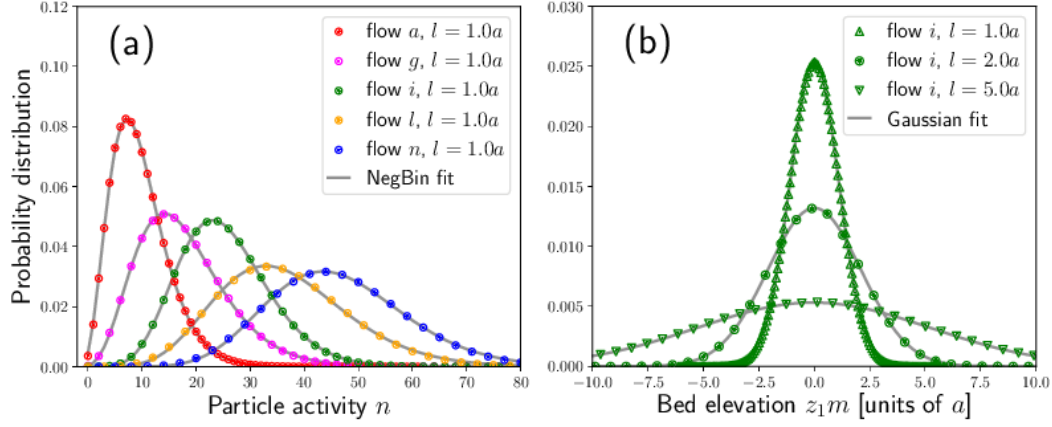 (a)
flow a, l = 1.0a
flow g, l = 1.0a
flow i, l = 1.0a
flow l, l = 1.0a
flow n, l = 1.0a
NegBin fit
Probability distribution
0.12
0.10
0.08
0.06
0.04
0.02
0.00
0 10 20 30 40 50 60 70 80
Particle activity n
(b)
flow i, l = 1.0a
flow i, l = 2.0a
flow i, l = 5.0a
Gaussian fit
0.030
0.025
0.020
0.015
0.010
0.005
0.000
−10.0 −7.5 −5.0 −2.5 0.0 2.5 5.0 7.5 10.0
Bed elevation z₁m [units of a]